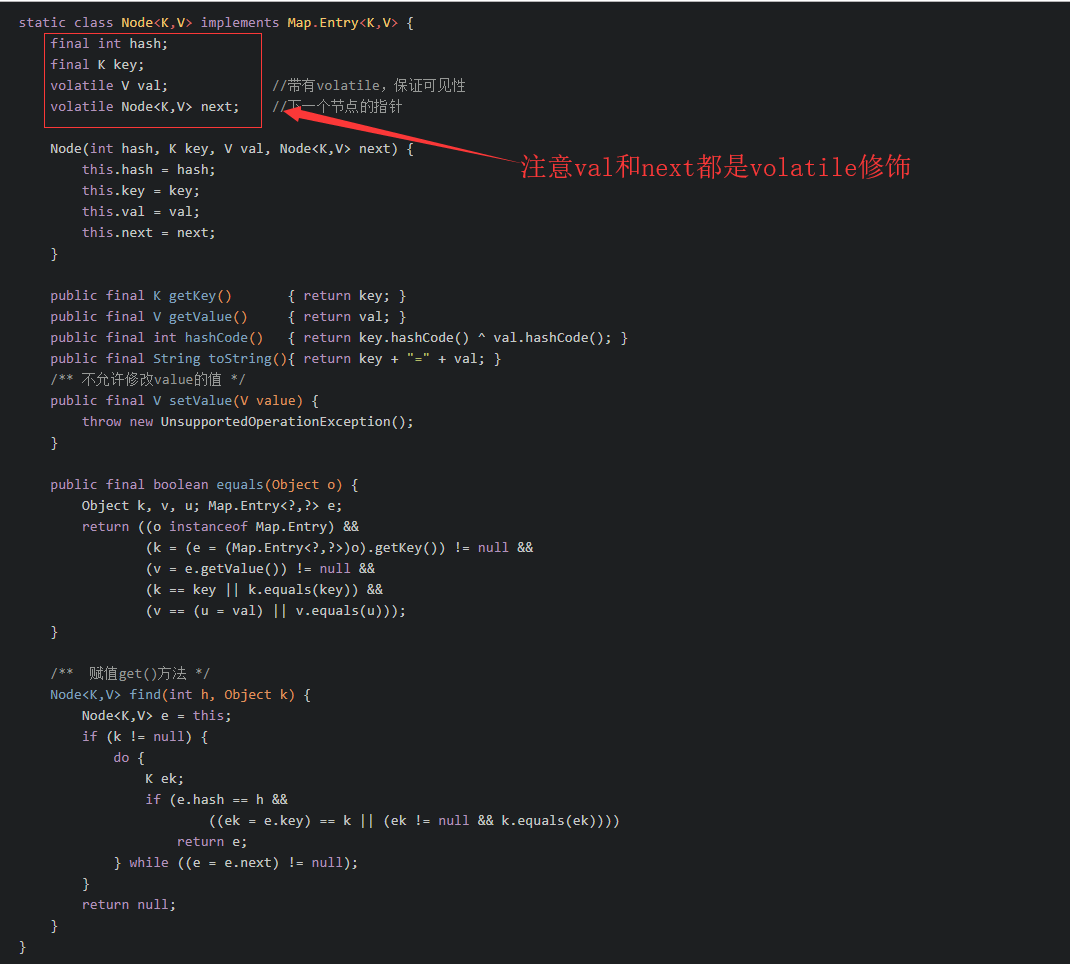 static class Node<K,V> implements Map.Entry<K,V> {
final int hash;
final K key;
volatile V val; //带有volatile，保证可见性
volatile Node<K,V> next; //下一个节点的指针
Node(int hash, K key, V val, Node<K,V> next) {
注意val和next都是volatile修饰
this.hash = hash;
this.key = key;
this.val = val;
this.next = next;
}
public final K getKey() { return key; }
public final V getValue() { return val; }
public final int hashCode() { return key.hashCode() ^ val.hashCode(); }
public final String toString(){ return key + "=" + val; }
/** 不允许修改value的值 */
public final V setValue(V value) {
throw new UnsupportedOperationException();
}
public final boolean equals(Object o) {
Object k, v, u; Map.Entry<?,?> e;
return ((o instanceof Map.Entry) &&
(k = (e = (Map.Entry<?,?>)o).getKey()) != null &&
(v = e.getValue()) != null &&
(k == key || k.equals(key)) &&
(v == (u = val) || v.equals(u)));
}
/** 赋值get()方法 */
Node<K,V> find(int h, Object k) {
Node<K,V> e = this;
if (k != null) {
do {
K ek;
if (e.hash == h &&
((ek = e.key) == k || (ek != null && k.equals(ek))))
return e;
} while ((e = e.next) != null);
}
return null;
}
}